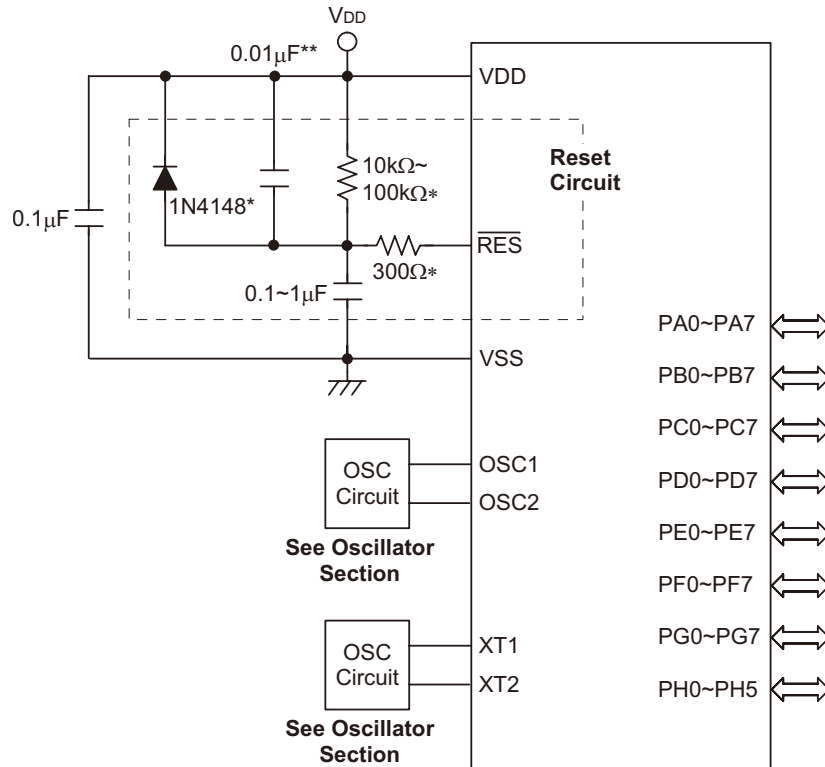 VDD
0.01μF**
VDD
Reset
Circuit
10kΩ~
100kΩ*
1N4148*
0.1μF
RES
300Ω*
0.1~1μF
VSS
PA0~PA7
PB0~PB7
PC0~PC7
PD0~PD7
PE0~PE7
PF0~PF7
PG0~PG7
PH0~PH5
OSC
Circuit
OSC1
OSC2
See Oscillator
Section
OSC
Circuit
XT1
XT2
See Oscillator
Section